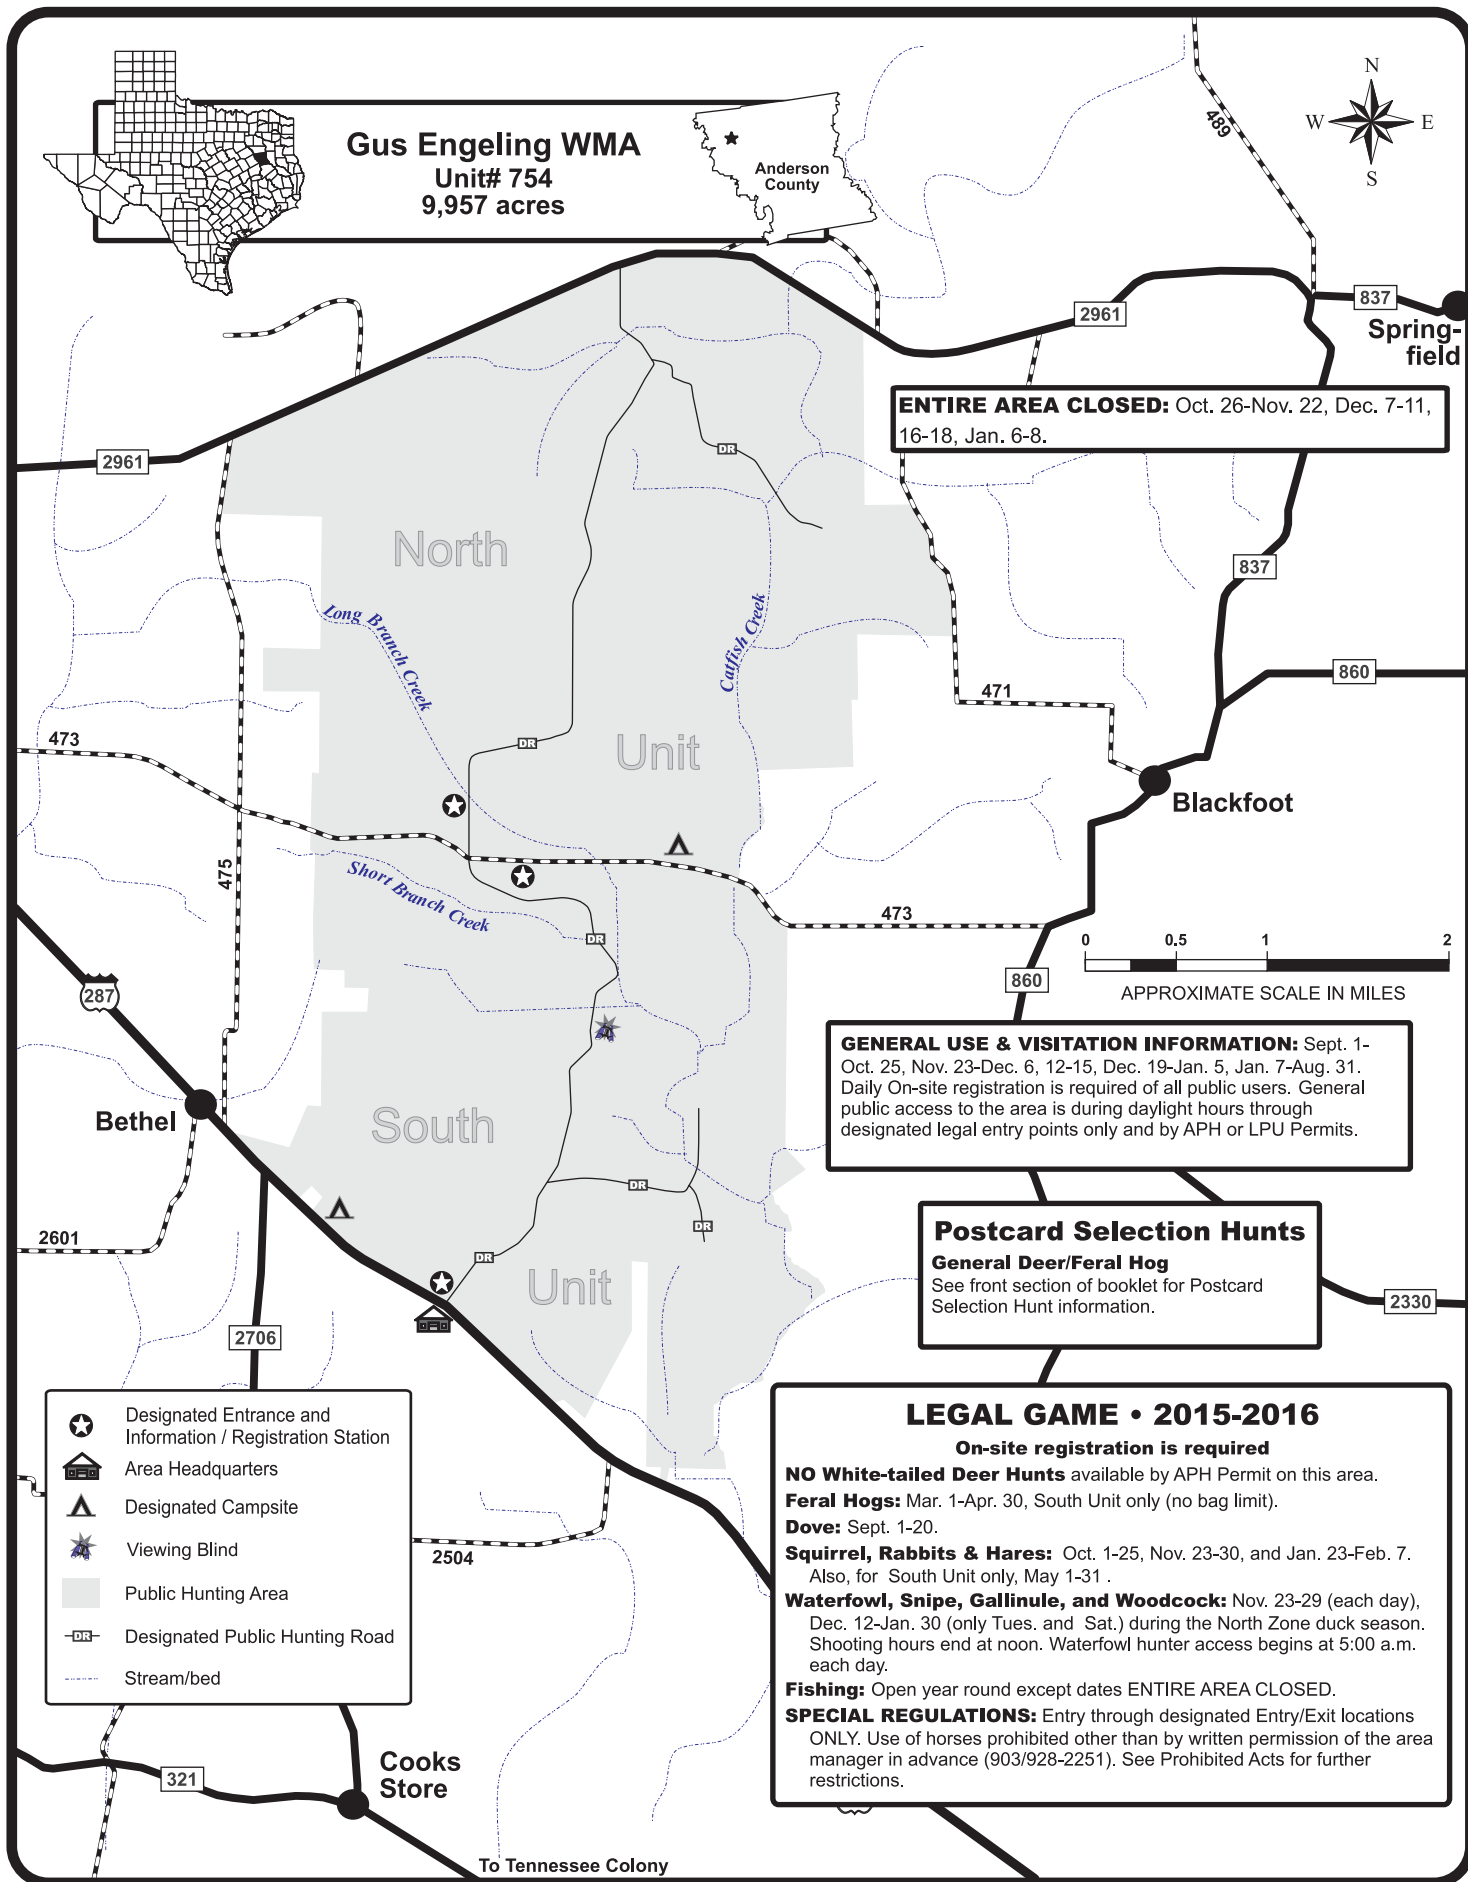 Gus Engeling WMA
Unit# 754
9,957 acres
Anderson
County
N
W
E
S
489
2961
837
Spring-
field
ENTIRE AREA CLOSED: Oct. 26-Nov. 22, Dec. 7-11,
16-18, Jan. 6-8.
2961
DR
North
837
Long Branch Creek
Catfish Creek
860
471
473
DR
Unit
Blackfoot
475
Short Branch Creek
473
DR
0
0.5
1
2
APPROXIMATE SCALE IN MILES
860
287
GENERAL USE & VISITATION INFORMATION: Sept. 1-
Oct. 25, Nov. 23-Dec. 6, 12-15, Dec. 19-Jan. 5, Jan. 7-Aug. 31.
Daily On-site registration is required of all public users. General
public access to the area is during daylight hours through
designated legal entry points only and by APH or LPU Permits.
Bethel
South
DR
DR
2601
DR
Unit
Postcard Selection Hunts
General Deer/Feral Hog
See front section of booklet for Postcard
Selection Hunt information.
2330
2706
Designated Entrance and
Information / Registration Station
Area Headquarters
Designated Campsite
Viewing Blind
Public Hunting Area
DR
Designated Public Hunting Road
Stream/bed
2504
LEGAL GAME • 2015-2016
On-site registration is required
NO White-tailed Deer Hunts available by APH Permit on this area.
Feral Hogs: Mar. 1-Apr. 30, South Unit only (no bag limit).
Dove: Sept. 1-20.
Squirrel, Rabbits & Hares: Oct. 1-25, Nov. 23-30, and Jan. 23-Feb. 7.
Also, for South Unit only, May 1-31 .
Waterfowl, Snipe, Gallinule, and Woodcock: Nov. 23-29 (each day),
Dec. 12-Jan. 30 (only Tues. and Sat.) during the North Zone duck season.
Shooting hours end at noon. Waterfowl hunter access begins at 5:00 a.m.
each day.
Fishing: Open year round except dates ENTIRE AREA CLOSED.
SPECIAL REGULATIONS: Entry through designated Entry/Exit locations
ONLY. Use of horses prohibited other than by written permission of the area
manager in advance (903/928-2251). See Prohibited Acts for further
restrictions.
321
Cooks
Store
To Tennessee Colony